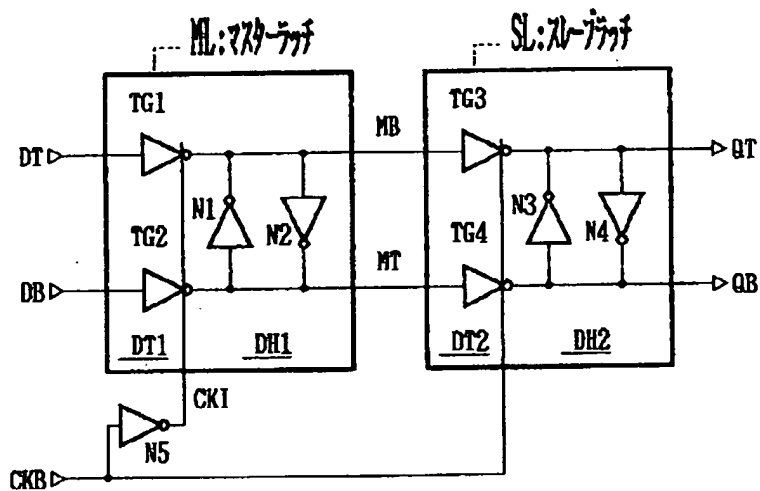 ML:マスターラッチ
SL:スレーブラッチ
TG1
TG3
MB
DT
QT
N1
N2
N3
N4
TG2
TG4
MT
DB
QB
DT1
DH1
DT2
DH2
CKI
N5
CKB